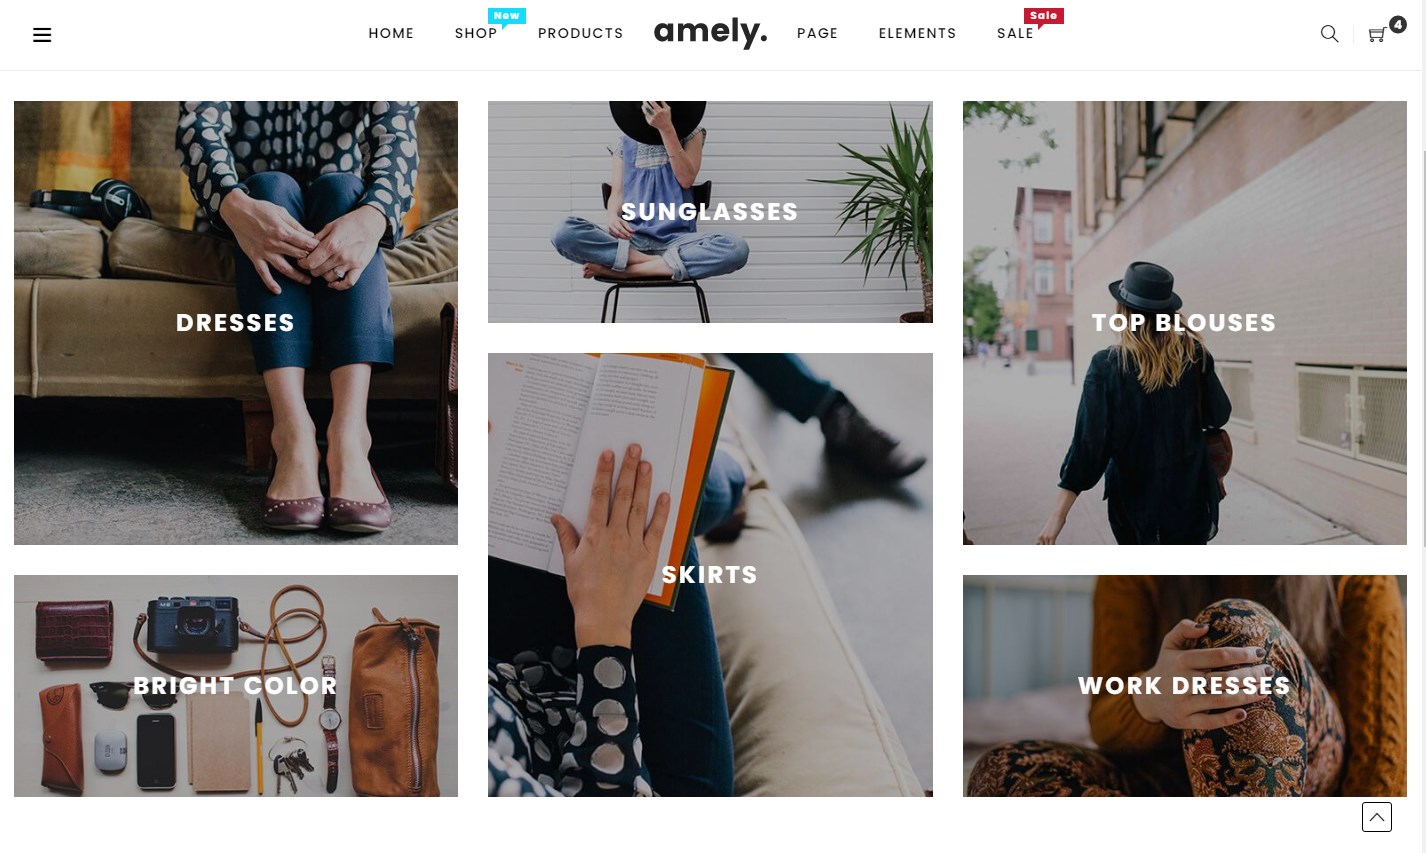 HOME
SHOP
New
PRODUCTS
amely.
PAGE
ELEMENTS
SALE
Sale
4
DRESSES
SUNGLASSES
TOP BLOUSES
SKIRTS
BRIGHT COLOR
WORK DRESSES